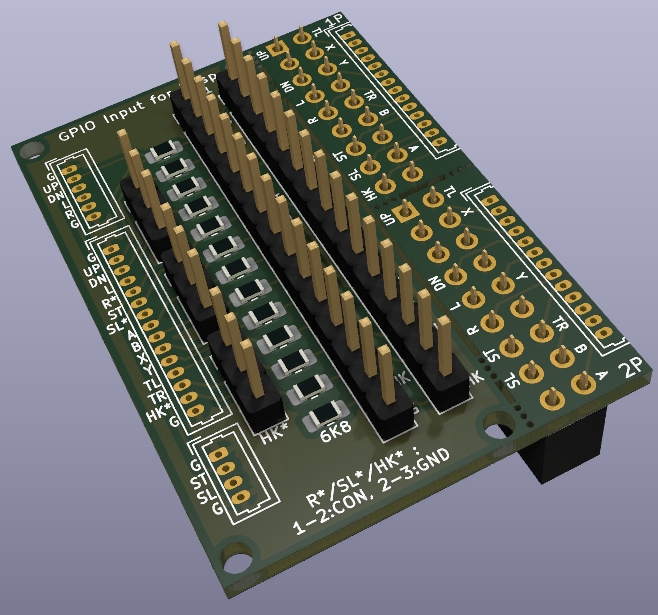 GPIO Input for
1P
TL
UP
X
Y
DN
L
TR
R
B
ST
A
SL
HK
TL
UP
X
DN
Y
L
R
TR
ST
B
SL
A
2P
G
UP
DN
L
R
G
G
UP
DN
L
R*
ST
SL*
A
B
X
Y
TL
TR
HK*
G
G
ST
SL
G
HK*
6K8
R*/SL*/HK* :
1-2:CON, 2-3:GND